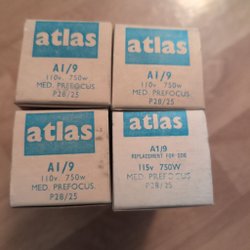 atlas
A1/9
110v. 750w
MED. PREFOCUS
P28/25
atlas
A1/9
110v. 750w
MED. PREFOCUS
P28/25
atlas
A1/9
110v. 750w
MED. PREFOCUS
P28/25
atlas
A1/9
REPLACEMENT FOR DDB
115v 750W
MED. PREFOCUS
P28/25